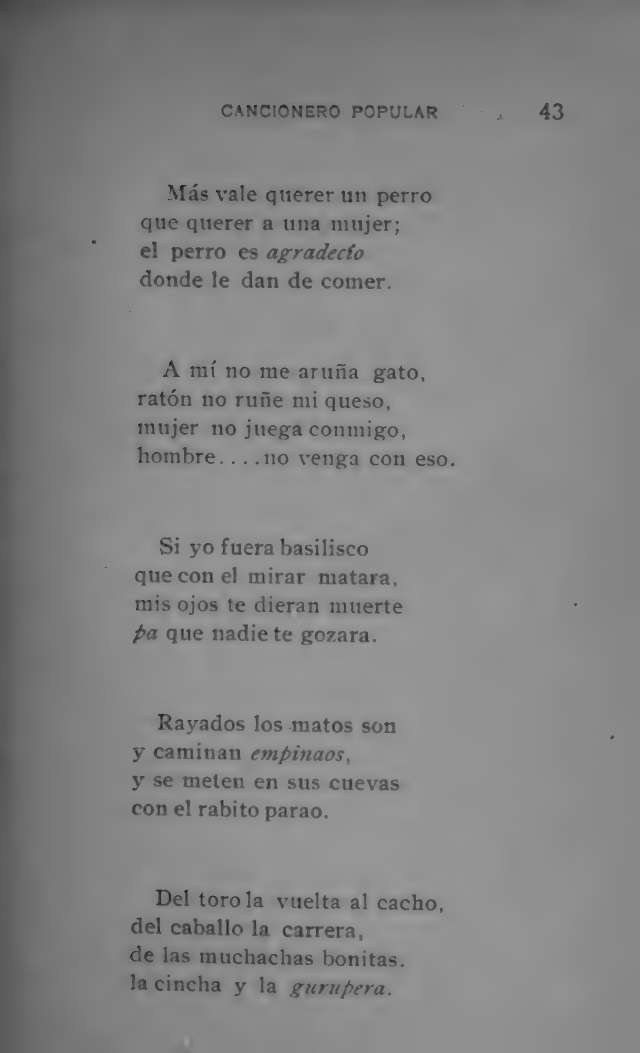 CANCIONERO POPULAR 43
Más vale querer un perro
que querer a una mujer;
el perro es agradecío
donde le dan de comer.
A mí no me aruña gato,
ratón no ruñe mi queso,
mujer no juega conmigo,
hombre....no venga con eso.
Si yo fuera basilisco
que con el mirar matara,
mis ojos te dieran muerte
pa que nadie te gozara.
Rayados los matos son
y caminan empinaos,
y se meten en sus cuevas
con el rabito parao.
Del toro la vuelta al cacho,
del caballo la carrera,
de las muchachas bonitas.
la cincha y la gurupera.